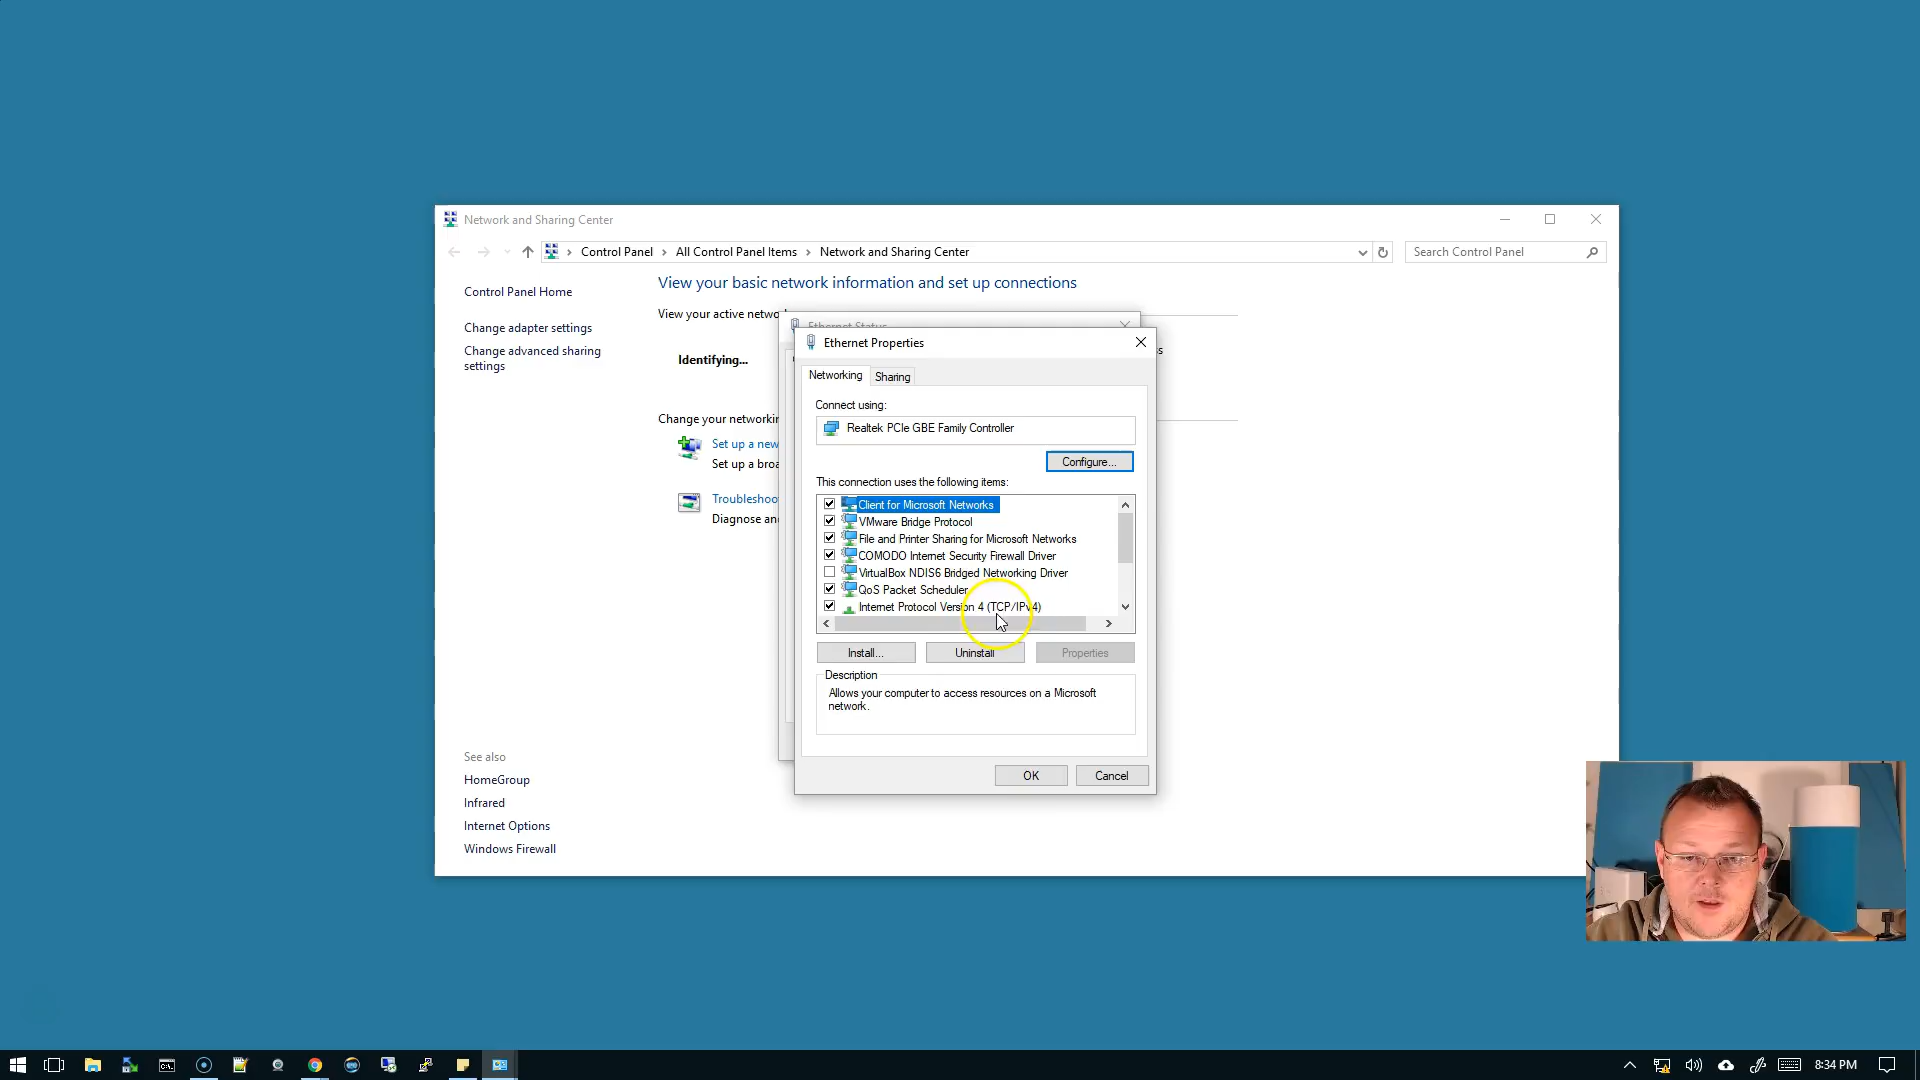 Network and Sharing Center
Control Panel > All Control Panel Items > Network and Sharing Center
Search Control Panel
Control Panel Home
Change adapter settings
Change advanced sharing
settings
View your basic network information and set up connections
View your active netwo
Identifying...
Change your networkin
Set up a new
Set up a broa
Troubleshoo
Diagnose an
Ethernet Status
Ethernet Properties
Networking
Sharing
Connect using:
Realtek PCIe GBE Family Controller
Configure...
This connection uses the following items:
Client for Microsoft Networks
VMware Bridge Protocol
File and Printer Sharing for Microsoft Networks
COMODO Internet Security Firewall Driver
VirtualBox NDIS6 Bridged Networking Driver
QoS Packet Scheduler
Internet Protocol Version 4 (TCP/IPv4)
Install...
Uninstall
Properties
Description
Allows your computer to access resources on a Microsoft
network.
OK
Cancel
See also
HomeGroup
Infrared
Internet Options
Windows Firewall
8:34 PM